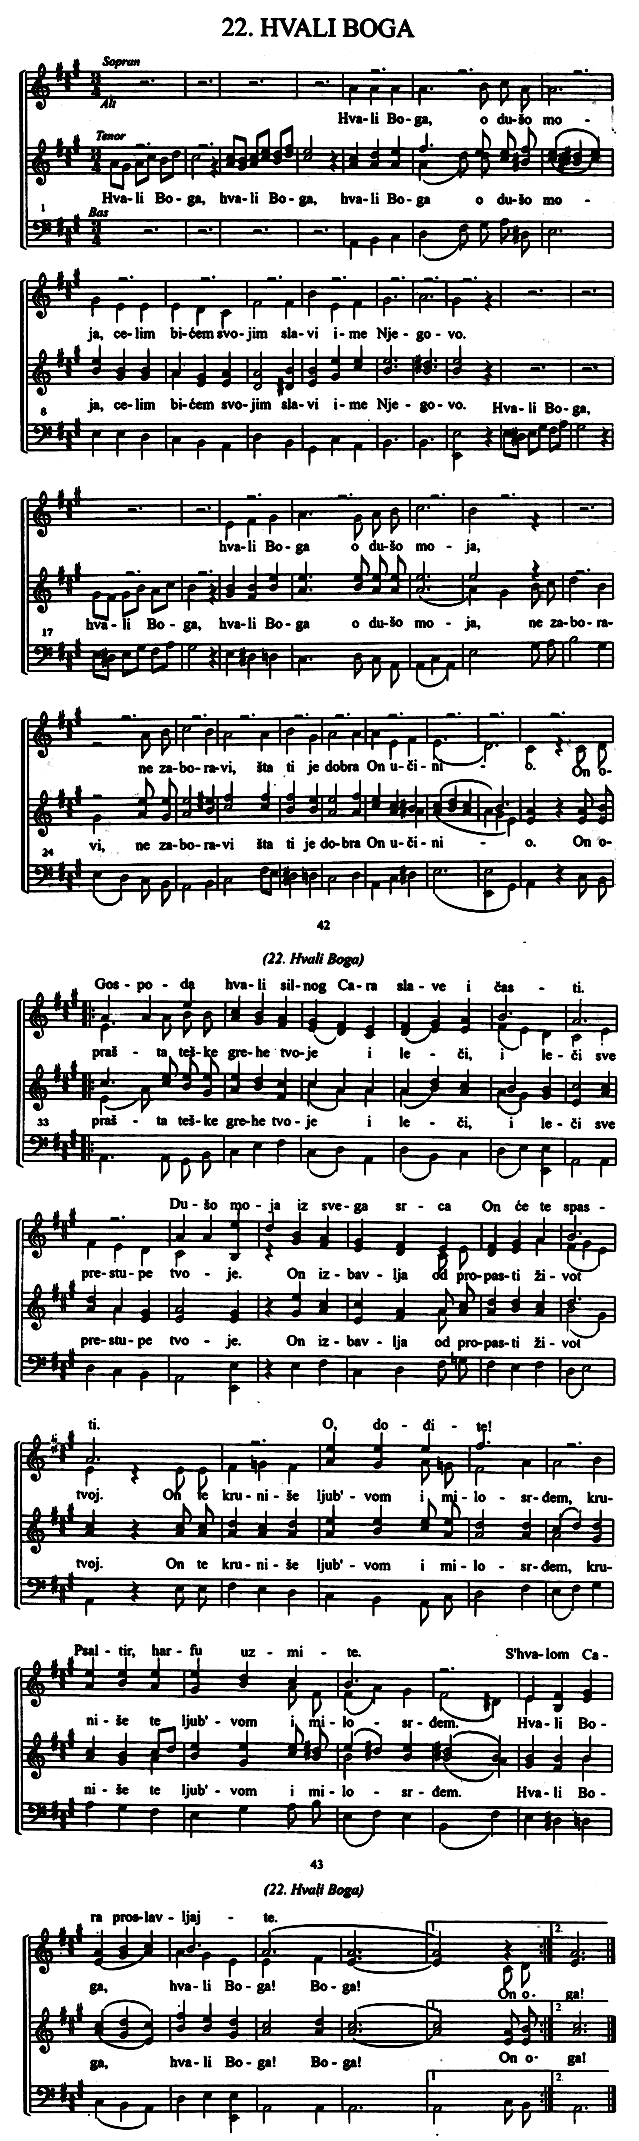 22. HVALI BOGA
Sopran
Alt
Hva-li Bo-ga, o du-šo mo-
Tenor
Hva-li Bo-ga, hva-li Bo-ga, hva-li Bo-ga o du-šo mo-
1
Bas
ja, ce-lim bi-ćem svo-jim sla-vi i-me Nje-go-vo.
ja, ce-lim bi-ćem svo-jim sla-vi i-me Nje-go-vo. Hva-li Bo-ga,
8
hva-li Bo-ga o du-šo mo-ja,
hva-li Bo-ga, hva-li Bo-ga o du-šo mo-ja, ne za-bo-ra-
17
ne za-bo-ra-vi, šta ti je dobra On u-či-ni-o. On o-
vi, ne za-bo-ra-vi šta ti je do-bra On u-či-ni-o. On o-
24
42
(22. Hvali Boga)
Gos-po-da hva-li sil-nog Ca-ra sla-ve i čas-ti.
praš-ta teš-ke gre-he tvo-je i le-či, i le-či sve
praš-ta teš-ke gre-he tvo-je i le-či, i le-či sve
33
Du-šo mo-ja iz sve-ga sr-ca On će te spas-
pre-stu-pe tvo-je. On iz-bav-lja od pro-pas-ti život
pre-stu-pe tvo-je. On iz-bav-lja od pro-pas-ti ži-vot
ti. O, do-đi-te!
tvoj. On te kru-ni-še ljub'-vom i mi-lo-sr-đem, kru-
tvoj. On te kru-ni-še ljub'-vom i mi-lo-sr-đem, kru-
Psal-tir, har-fu uz-mi-te. S'hva-lom Ca-
ni-še te ljub'-vom i mi-lo-sr-đem. Hva-li Bo-
ni-še te ljub'-vom i mi-lo-sr-đem. Hva-li Bo-
43
(22. Hvali Boga)
ra pros-lav-ljaj-te.
1. 2.
ga, hva-li Bo-ga! Bo-ga! On o-ga!
1. 2.
ga, hva-li Bo-ga! Bo-ga! On o-ga!
1 2.